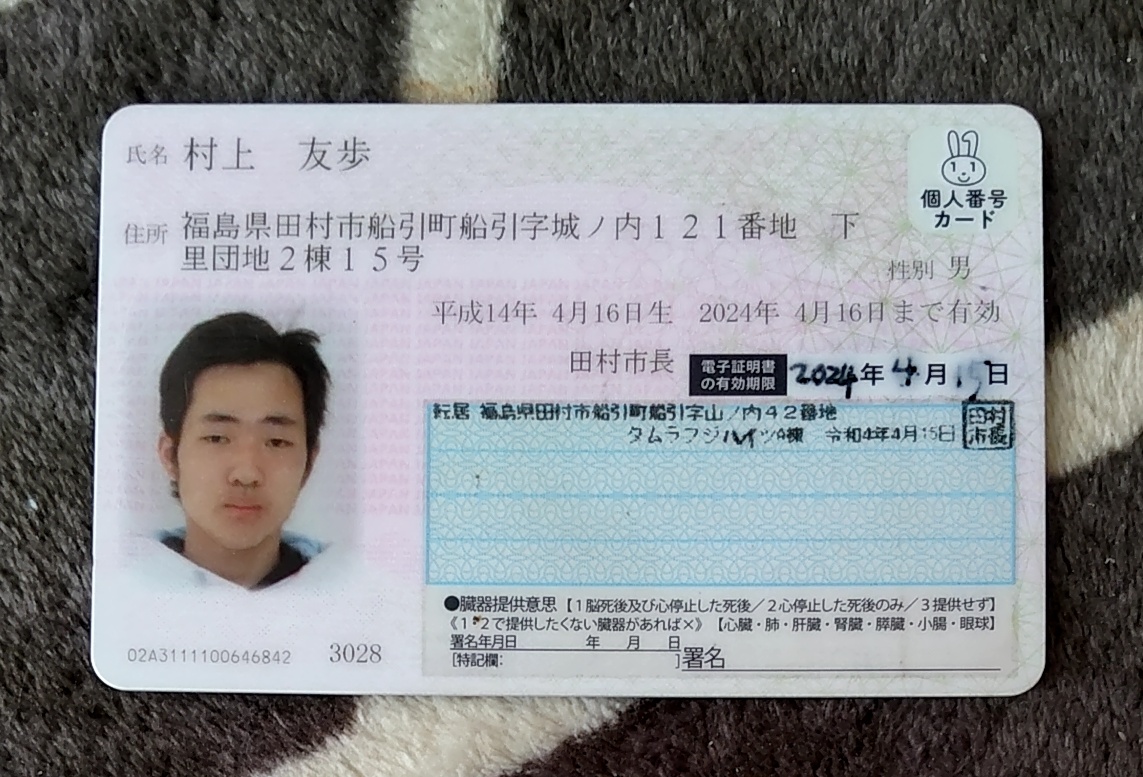 氏名 村上 友歩
個人番号
カード
住所 福島県田村市船引町船引字城ノ内121番地 下
里団地2棟15号
性別 男
平成14年 4月16日生 2024年 4月16日まで有効
田村市長
電子証明書
の有効期限
2024年4月15日
転居 福島県田村市船引町船引字山ノ内42番地
タムラフジハイツA棟 令和4年4月15日
田村
市長
●臓器提供意思【1脳死後及び心停止した死後/2心停止した死後のみ/3提供せず】
《1・2で提供したくない臓器があれば×》【心臓・肺・肝臓・腎臓・膵臓・小腸・眼球】
署名年月日 年 月 日
[特記欄: ]署名
02A3111100646842 3028